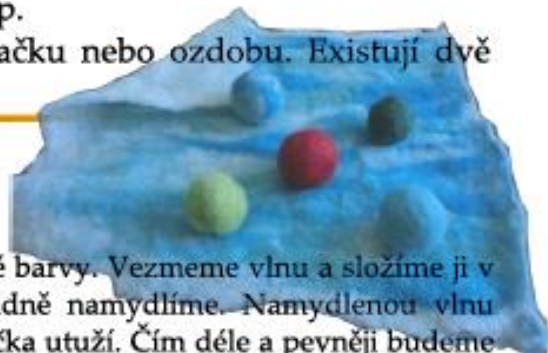 p.
ačku nebo ozdobu. Existují dvě
é barvy. Vezmeme vlnu a složíme ji v
dně namydlíme. Namydlenou vlnu
čka utuží. Čím déle a pevněji budeme